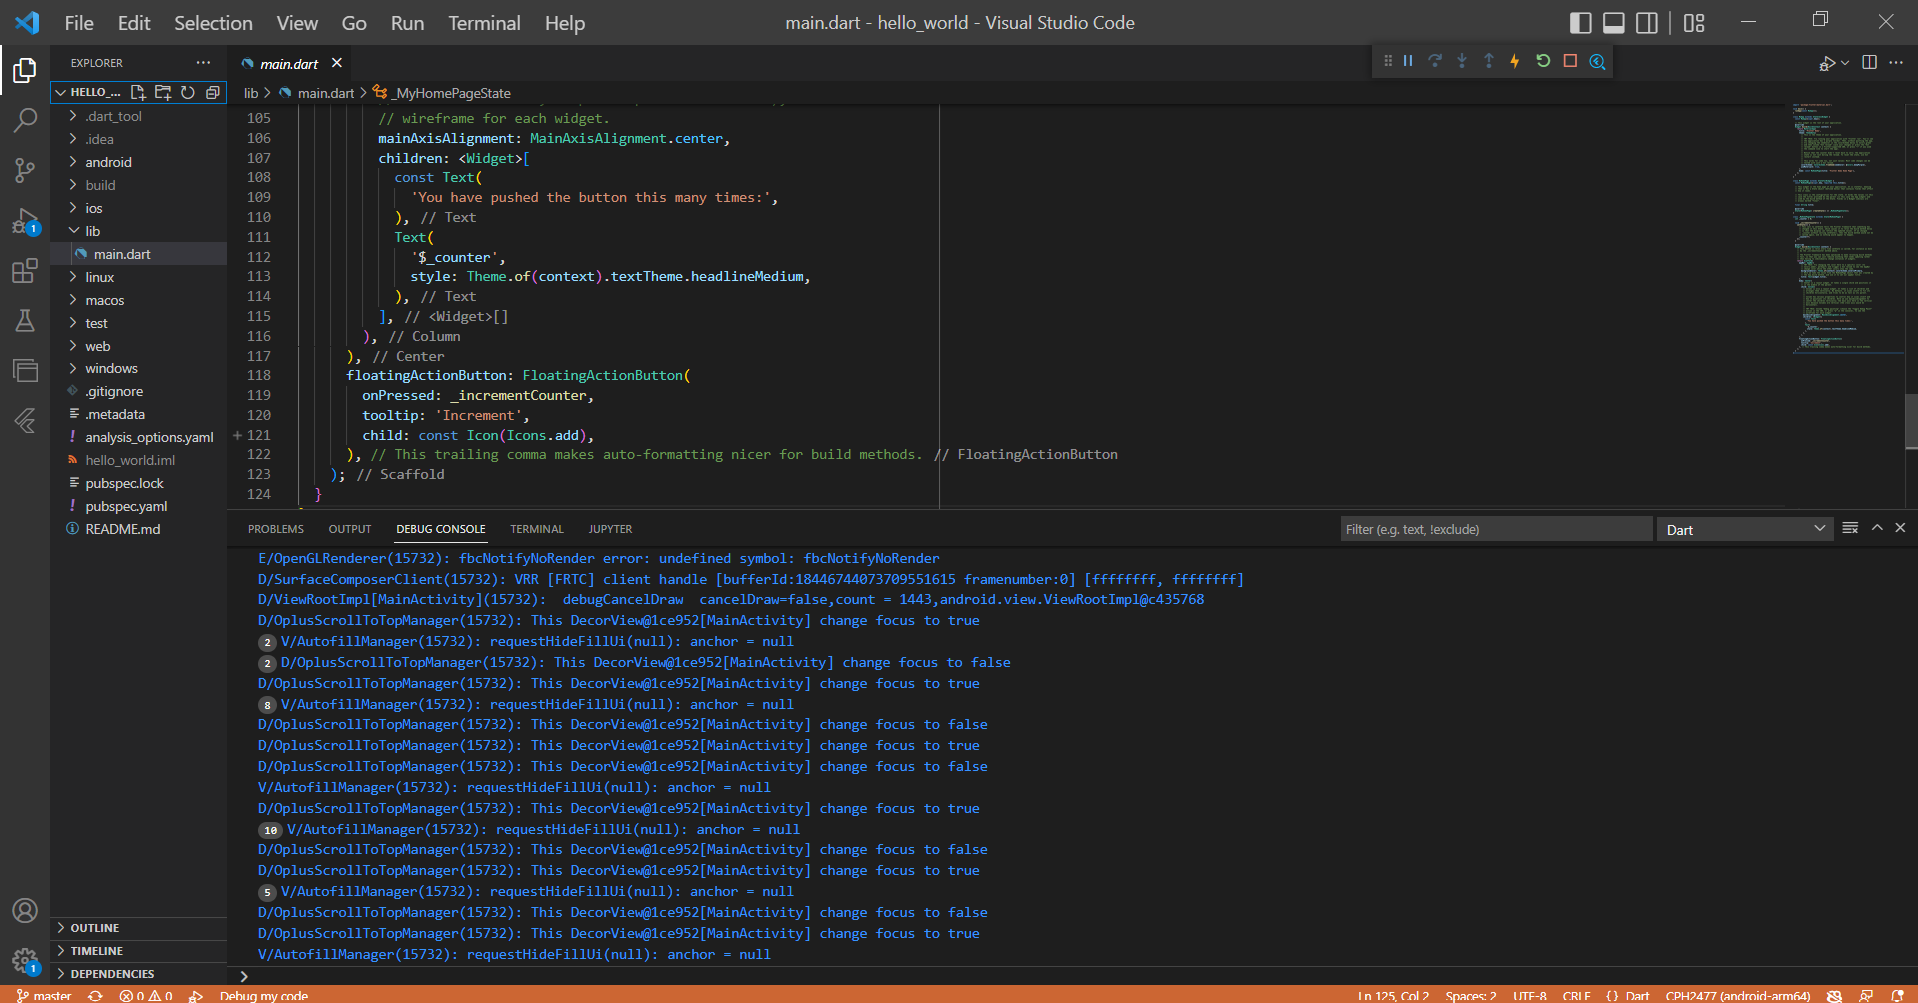 File Edit Selection View Go Run Terminal Help
main.dart - hello_world - Visual Studio Code
EXPLORER
HELLO_...
.dart_tool
.idea
android
build
ios
lib
main.dart
linux
macos
test
web
windows
.gitignore
.metadata
analysis_options.yaml
hello_world.iml
pubspec.lock
pubspec.yaml
README.md
OUTLINE
TIMELINE
DEPENDENCIES
main.dart
lib > main.dart > _MyHomePageState
105 // wireframe for each widget.
106 mainAxisAlignment: MainAxisAlignment.center,
107 children: <Widget>[
108 const Text(
109 'You have pushed the button this many times:',
110 ), // Text
111 Text(
112 '$_counter',
113 style: Theme.of(context).textTheme.headlineMedium,
114 ), // Text
115 ], // <Widget>[]
116 ), // Column
117 ), // Center
118 floatingActionButton: FloatingActionButton(
119 onPressed: _incrementCounter,
120 tooltip: 'Increment',
121 child: const Icon(Icons.add),
122 ), // This trailing comma makes auto-formatting nicer for build methods. // FloatingActionButton
123 ); // Scaffold
124 }
PROBLEMS OUTPUT DEBUG CONSOLE TERMINAL JUPYTER
Filter (e.g. text, !exclude)
Dart
E/OpenGLRenderer(15732): fbcNotifyNoRender error: undefined symbol: fbcNotifyNoRender
D/SurfaceComposerClient(15732): VRR [FRTC] client handle [bufferId:18446744073709551615 framenumber:0] [ffffffff, ffffffff]
D/ViewRootImpl[MainActivity](15732): debugCancelDraw cancelDraw=false,count = 1443,android.view.ViewRootImpl@c435768
D/OplusScrollToTopManager(15732): This DecorView@1ce952[MainActivity] change focus to true
2 V/AutofillManager(15732): requestHideFillUi(null): anchor = null
2 D/OplusScrollToTopManager(15732): This DecorView@1ce952[MainActivity] change focus to false
D/OplusScrollToTopManager(15732): This DecorView@1ce952[MainActivity] change focus to true
8 V/AutofillManager(15732): requestHideFillUi(null): anchor = null
D/OplusScrollToTopManager(15732): This DecorView@1ce952[MainActivity] change focus to false
D/OplusScrollToTopManager(15732): This DecorView@1ce952[MainActivity] change focus to true
D/OplusScrollToTopManager(15732): This DecorView@1ce952[MainActivity] change focus to false
V/AutofillManager(15732): requestHideFillUi(null): anchor = null
D/OplusScrollToTopManager(15732): This DecorView@1ce952[MainActivity] change focus to true
10 V/AutofillManager(15732): requestHideFillUi(null): anchor = null
D/OplusScrollToTopManager(15732): This DecorView@1ce952[MainActivity] change focus to false
D/OplusScrollToTopManager(15732): This DecorView@1ce952[MainActivity] change focus to true
5 V/AutofillManager(15732): requestHideFillUi(null): anchor = null
D/OplusScrollToTopManager(15732): This DecorView@1ce952[MainActivity] change focus to false
D/OplusScrollToTopManager(15732): This DecorView@1ce952[MainActivity] change focus to true
V/AutofillManager(15732): requestHideFillUi(null): anchor = null
master 0 0 Debug my code
Ln 125, Col 2 Spaces: 2 UTF-8 CRLF {} Dart CPH2477 (android-arm64)